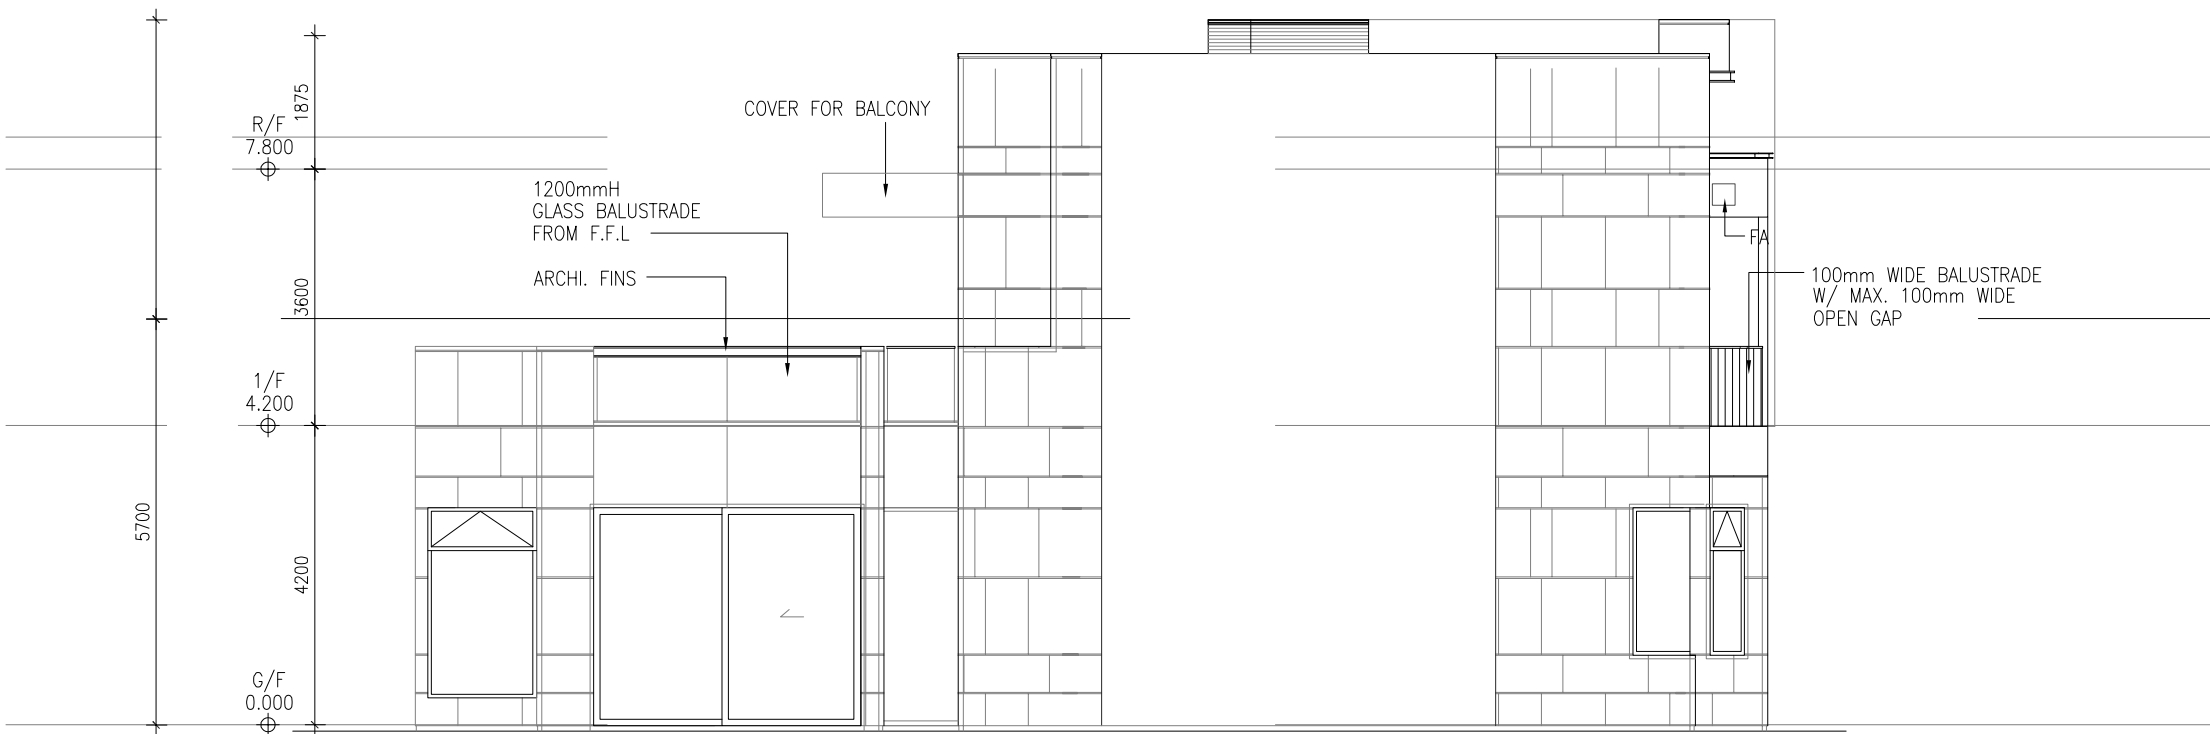 1875
R/F
7.800
COVER FOR BALCONY
1200mmH
GLASS BALUSTRADE
FROM F.F.L
FA
ARCHI. FINS
100mm WIDE BALUSTRADE
W/ MAX. 100mm WIDE
OPEN GAP
3600
1/F
4.200
5700
4200
G/F
0.000